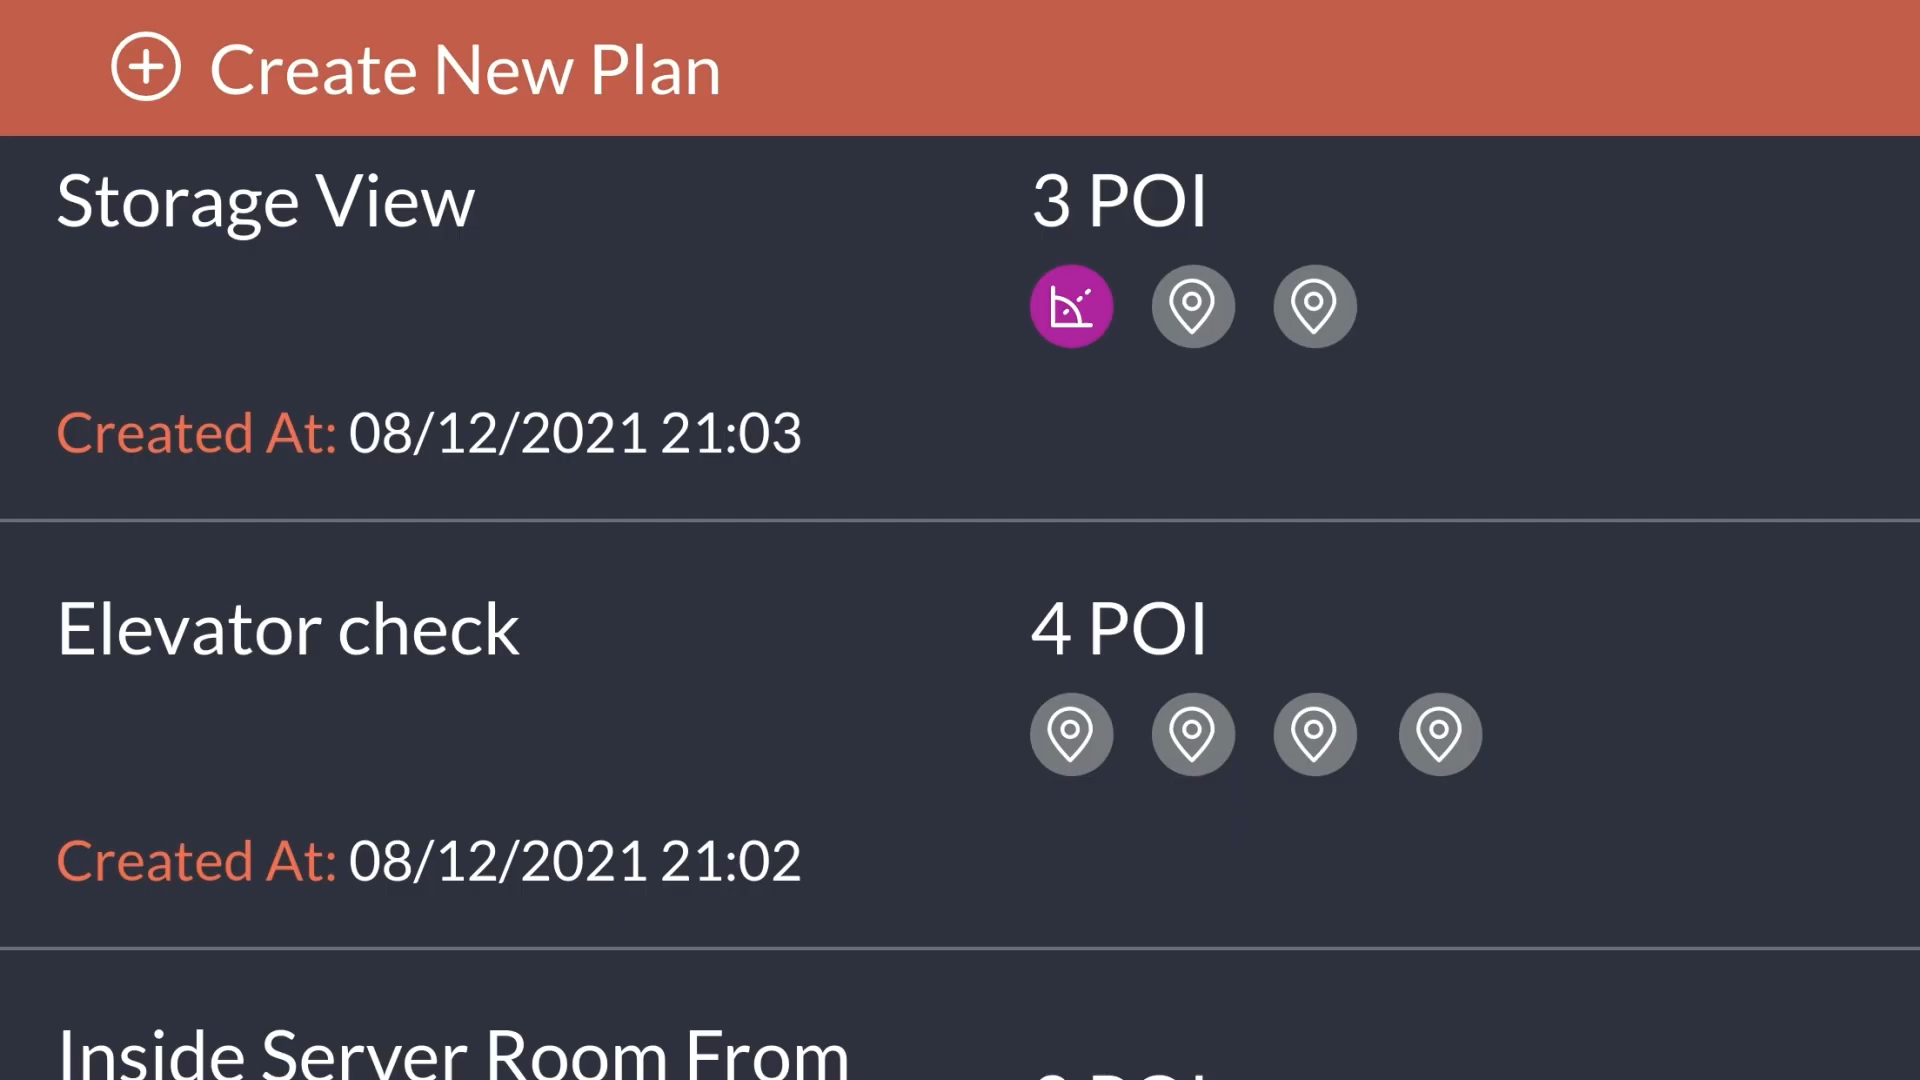 Create New Plan
Storage View
3 POI
Created At: 08/12/2021 21:03
Elevator check
4 POI
Created At: 08/12/2021 21:02
Inside Server Room From
POI